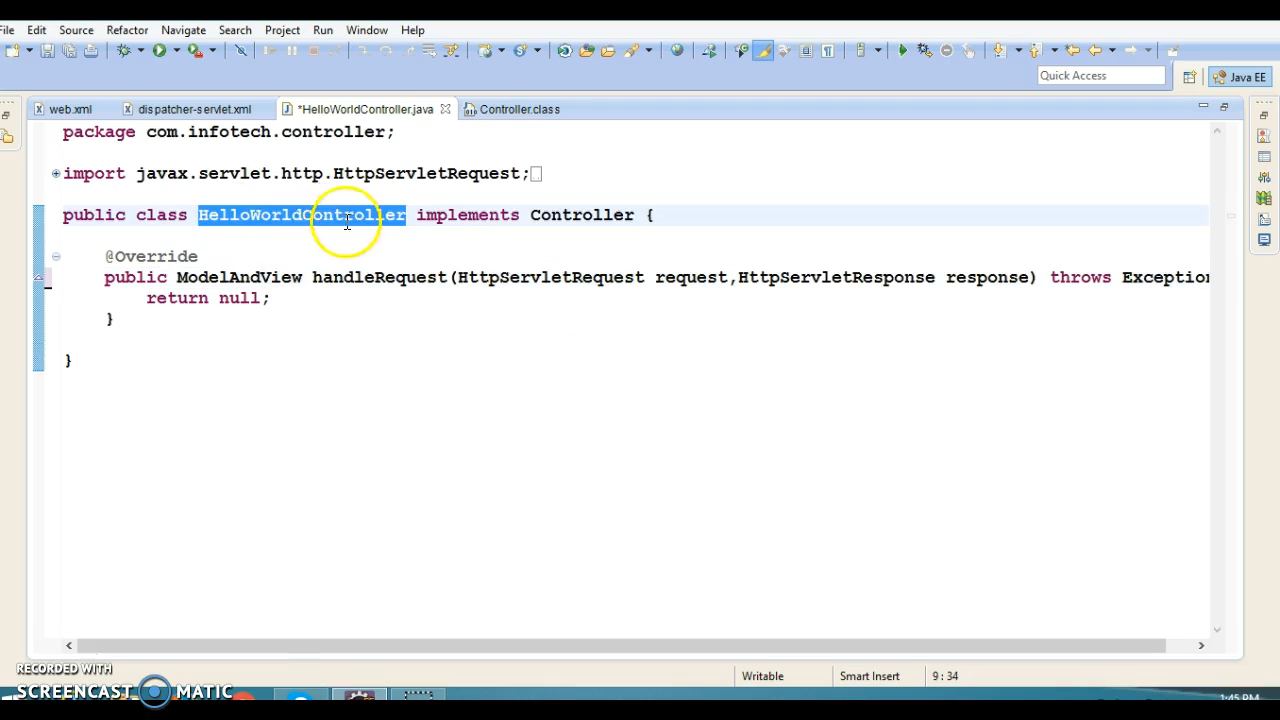 File Edit Source Refactor Navigate Search Project Run Window Help
Quick Access
Java EE
web.xml dispatcher-servlet.xml *HelloWorldController.java Controller.class
package com.infotech.controller;
import javax.servlet.http.HttpServletRequest;
public class HelloWorldController implements Controller {
@Override
public ModelAndView handleRequest(HttpServletRequest request,HttpServletResponse response) throws Exception
return null;
}
}
Writable Smart Insert 9 : 34
RECORDED WITH
SCREENCAST MATIC
1:45 PM